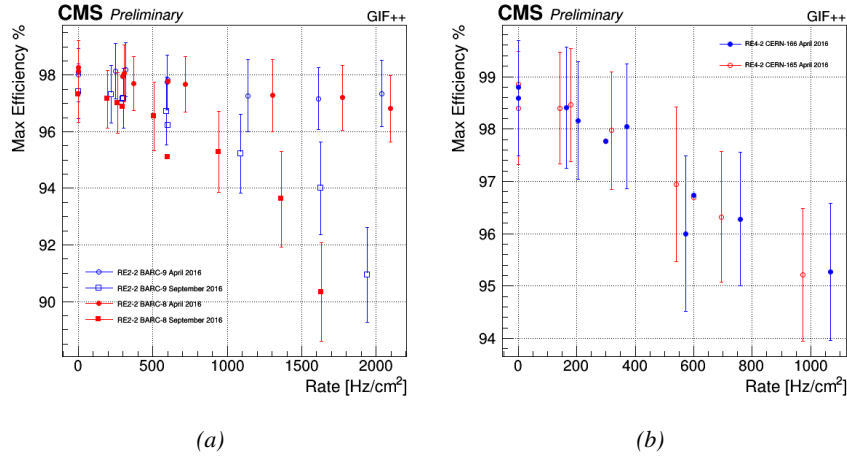 CMS Preliminary GIF++
Max Efficiency %
98
96
94
92
90
RE2-2 BARC-9 April 2016
RE2-2 BARC-9 September 2016
RE2-2 BARC-8 April 2016
RE2-2 BARC-8 September 2016
0 500 1000 1500 2000
Rate [Hz/cm²]
(a)
CMS Preliminary GIF++
RE4-2 CERN-166 April 2016
RE4-2 CERN-165 April 2016
Max Efficiency %
99
98
97
96
95
94
0 200 400 600 800 1000
Rate [Hz/cm²]
(b)